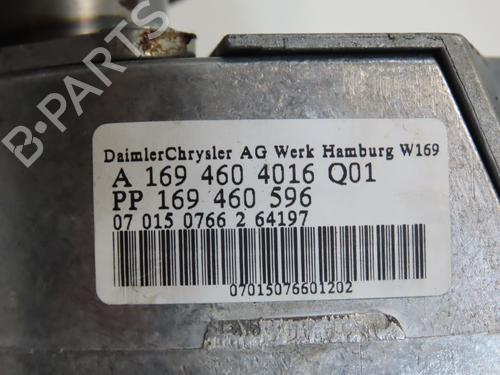 B-PARTS
DaimlerChrysler AG Werk Hamburg W169
A 169 460 4016 Q01
PP 169 460 596
07 015 0766 2 64197
07015076601202